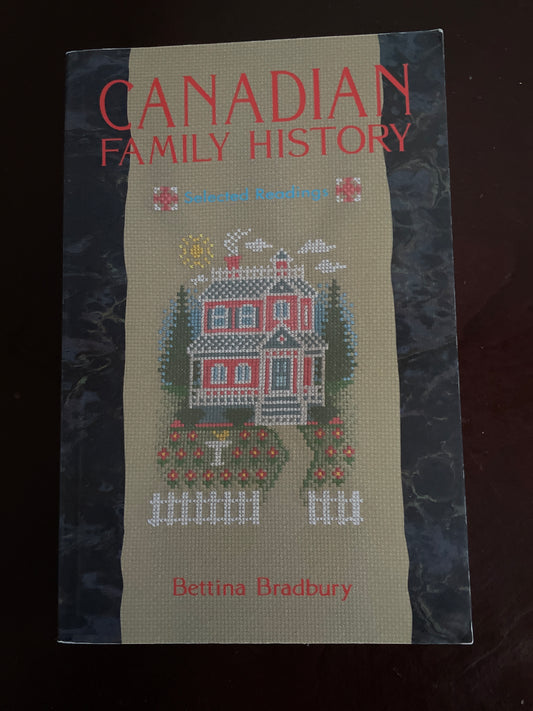 CANADIAN
FAMILY HISTORY
Selected Readings
Bettina Bradbury